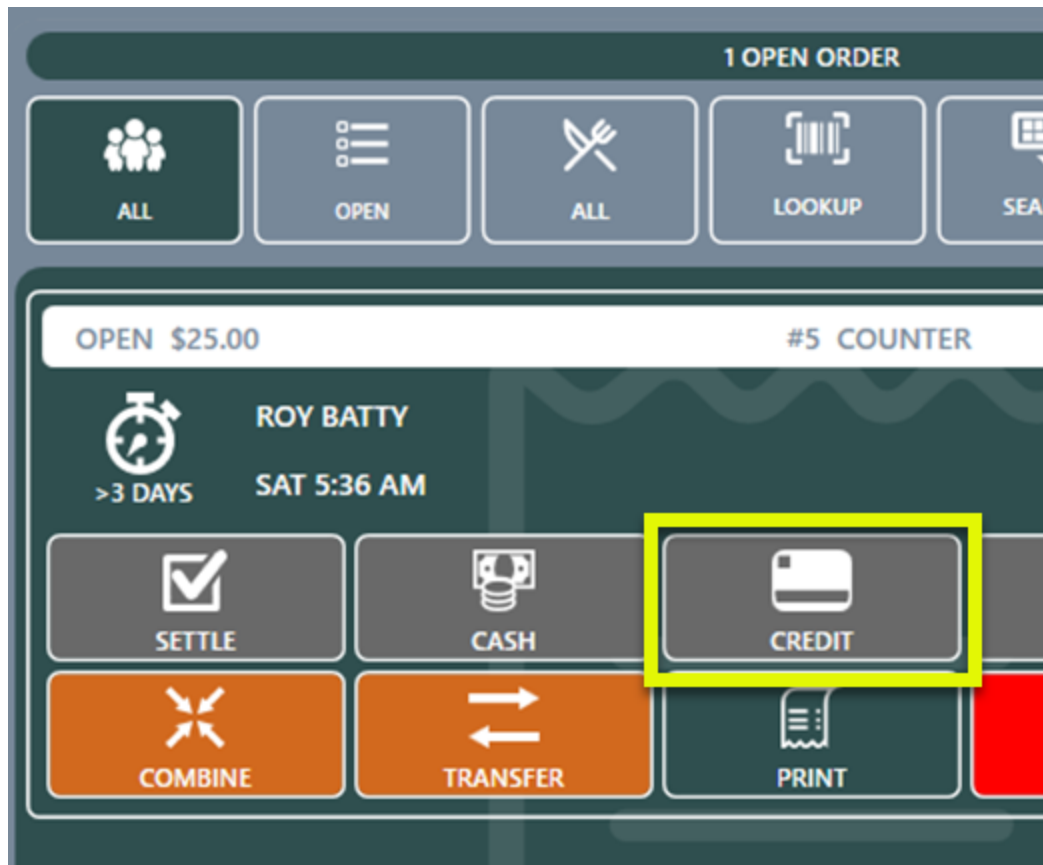 1 OPEN ORDER
ALL
OPEN
ALL
LOOKUP
OPEN $25.00
#5 COUNTER
ROY BATTY
>3 DAYS
SAT 5:36 AM
SETTLE
CASH
CREDIT
COMBINE
TRANSFER
PRINT